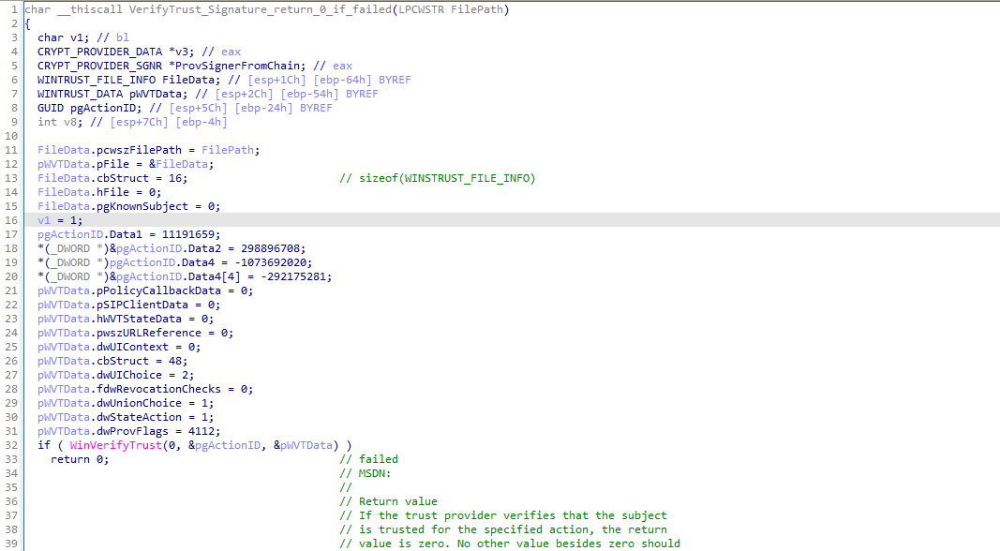 1 char __thiscall VerifyTrust_Signature_return_0_if_failed(LPCWSTR FilePath)
2 {
3 char v1; // bl
4 CRYPT_PROVIDER_DATA *v3; // eax
5 CRYPT_PROVIDER_SGNR *ProvSignerFromChain; // eax
6 WINTRUST_FILE_INFO FileData; // [esp+1Ch] [ebp-64h] BYREF
7 WINTRUST_DATA pWVTData; // [esp+2Ch] [ebp-54h] BYREF
8 GUID pgActionID; // [esp+5Ch] [ebp-24h] BYREF
9 int v8; // [esp+7Ch] [ebp-4h]
10
11 FileData.pcwszFilePath = FilePath;
12 pWVTData.pFile = &FileData;
13 FileData.cbStruct = 16; // sizeof(WINSTRUST_FILE_INFO)
14 FileData.hFile = 0;
15 FileData.pgKnownSubject = 0;
16 v1 = 1;
17 pgActionID.Data1 = 11191659;
18 *(_DWORD *)&pgActionID.Data2 = 298896708;
19 *(_DWORD *)pgActionID.Data4 = -1073692020;
20 *(_DWORD *)&pgActionID.Data4[4] = -292175281;
21 pWVTData.pPolicyCallbackData = 0;
22 pWVTData.pSIPClientData = 0;
23 pWVTData.hWVTStateData = 0;
24 pWVTData.pwszURLReference = 0;
25 pWVTData.dwUIContext = 0;
26 pWVTData.cbStruct = 48;
27 pWVTData.dwUIChoice = 2;
28 pWVTData.fdwRevocationChecks = 0;
29 pWVTData.dwUnionChoice = 1;
30 pWVTData.dwStateAction = 1;
31 pWVTData.dwProvFlags = 4112;
32 if ( WinVerifyTrust(0, &pgActionID, &pWVTData) )
33 return 0; // failed
34 // MSDN:
35 //
36 // Return value
37 // If the trust provider verifies that the subject
38 // is trusted for the specified action, the return
39 // value is zero. No other value besides zero should